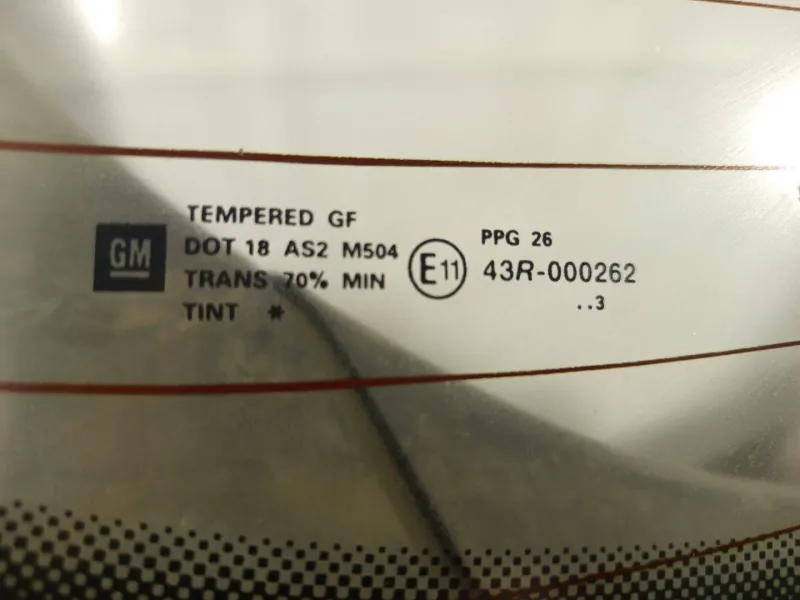 GM
TEMPERED GF
DOT 18 AS2 M504
TRANS 70% MIN
TINT *
E11
PPG 26
43R-000262
..3